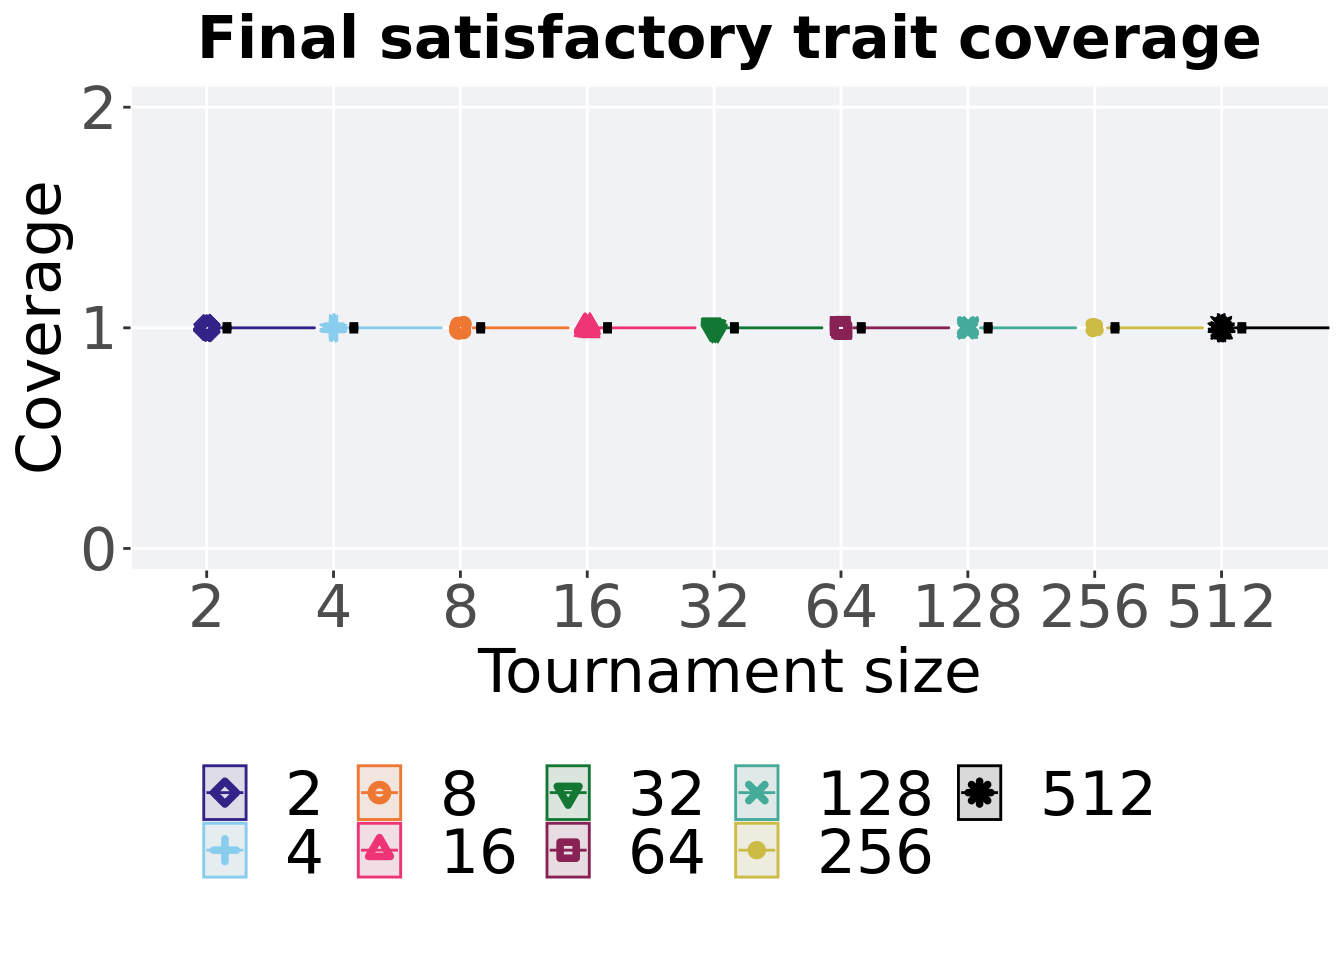 Final satisfactory trait coverage
2
1
0
Coverage
2 4 8 16 32 64 128 256 512
Tournament size
2 8 32 128 512
4 16 64 256